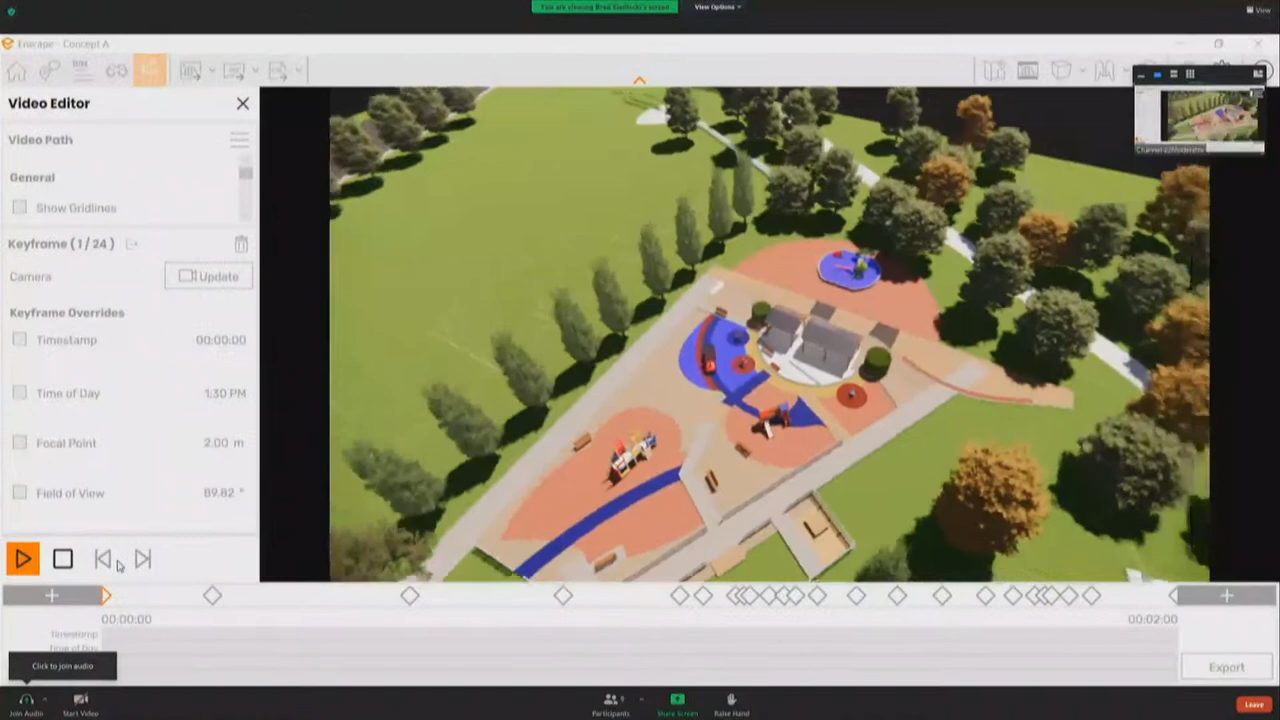 You are viewing Brad
screen
View Options
View
Enscape - Concept A
Video Editor
Video Path
General
Show Gridlines
Keyframe ( 1 / 24 )
Camera
Update
Keyframe Overrides
Timestamp
00:00:00
Time of Day
1:30 PM
Focal Point
2.00 m
Field of View
89.82 °
00:00:00
00:02:00
Timestamp
Time of Day
Click to join audio
Export
Join Audio
Start Video
Participants
Share Screen
Raise Hand
Leave